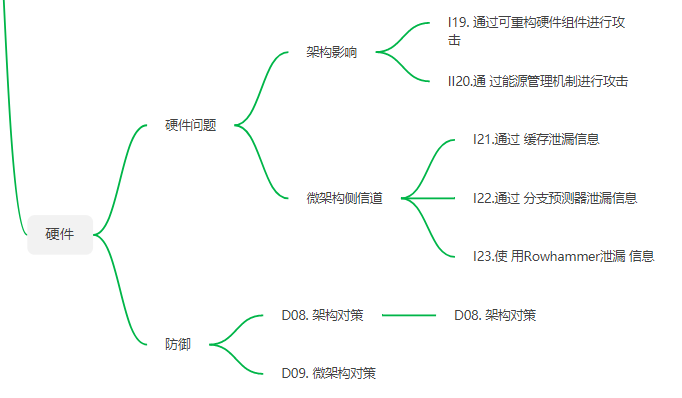 I19. 通过可重构硬件组件进行攻
击
架构影响
II20.通 过能源管理机制进行攻击
硬件问题
I21.通过 缓存泄漏信息
微架构侧信道
I22.通过 分支预测器泄漏信息
硬件
I23.使 用Rowhammer泄漏 信息
D08. 架构对策
D08. 架构对策
防御
D09. 微架构对策